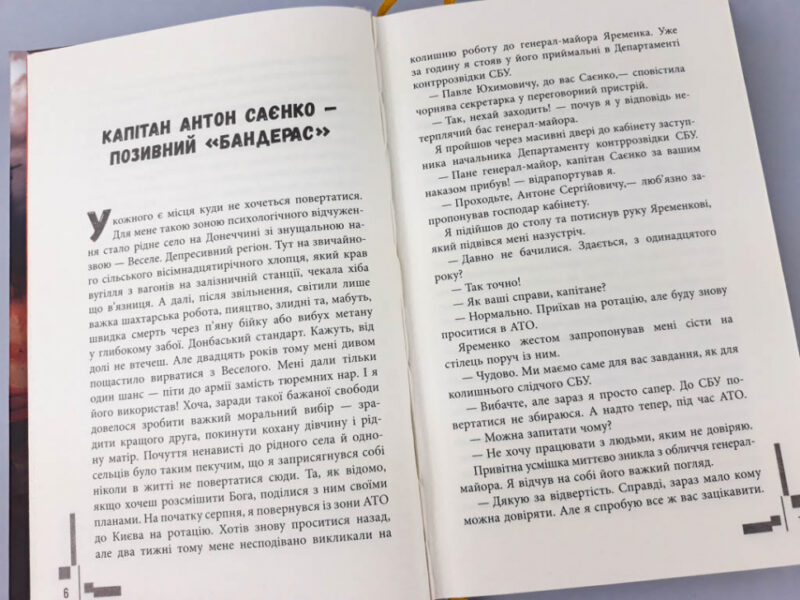 КАПІТАН АНТОН САЄНКО –
ПОЗИВНИЙ «БАНДЕРАС»
У кожного є місця куди не хочеться повертатися.
Для мене такою зоною психологічного відчужен-
ня стало рідне село на Донеччині зі знущальною на-
звою — Веселе. Депресивний регіон. Тут на звичайно-
го сільського вісімнадцятирічного хлопця, який крав
вугілля з вагонів на залізничній станції, чекала хіба
що в'язниця. А далі, після звільнення, світили лише
важка шахтарська робота, пияцтво, злидні та, мабуть,
швидка смерть через п'яну бійку або вибух метану
у глибокому забої. Донбаський стандарт. Кажуть, від
долі не втечеш. Але двадцять років тому мені дивом
пощастило вирватися з Веселого. Мені дали тільки
один шанс — піти до армії замість тюремних нар. І я
його використав! Хоча, заради такої бажаної свободи
довелося зробити важкий моральний вибір — зра-
дити кращого друга, покинути кохану дівчину і рід-
ну матір. Почуття ненависті до рідного села й одно-
сельців було таким пекучим, що я заприсягнувся собі
ніколи в житті не повертатися сюди. Та, як відомо,
якщо хочеш розсмішити Бога, поділися з ним своїми
планами. На початку серпня, я повернувся із зони АТО
до Києва на ротацію. Хотів знову проситися назад,
але два тижні тому мене несподівано викликали на
6
колишню роботу до генерал-майора Яременка. Уже
за годину я стояв у його приймальні в Департаменті
контррозвідки СБУ.
— Павле Юхимовичу, до вас Саєнко,— сповістила
чорнява секретарка у переговорний пристрій.
— Так, нехай заходить! — почув я у відповідь не-
терплячий бас генерал-майора.
Я пройшов через масивні двері до кабінету заступ-
ника начальника Департаменту контррозвідки СБУ.
— Пане генерал-майор, капітан Саєнко за вашим
наказом прибув! — відрапортував я.
— Проходьте, Антоне Сергійовичу,— люб'язно за-
пропонував господар кабінету.
Я підійшов до столу та потиснув руку Яременкові,
який підвівся мені назустріч.
— Давно не бачилися. Здається, з одинадцятого
року?
— Так точно!
— Як ваші справи, капітане?
— Нормально. Приїхав на ротацію, але буду знову
проситися в АТО.
Яременко жестом запропонував мені сісти на
стілець поруч із ним.
— Чудово. Ми маємо саме для вас завдання, як для
колишнього слідчого СБУ.
— Вибачте, але зараз я просто сапер. До СБУ по-
вертатися не збираюся. А надто тепер, під час АТО.
— Можна запитати чому?
— Не хочу працювати з людьми, яким не довіряю.
Привітна усмішка миттєво зникла з обличчя генерал-
майора. Я відчув на собі його важкий погляд.
— Дякую за відвертість. Справді, зараз мало кому
можна довіряти. Але я спробую все ж вас зацікавити.